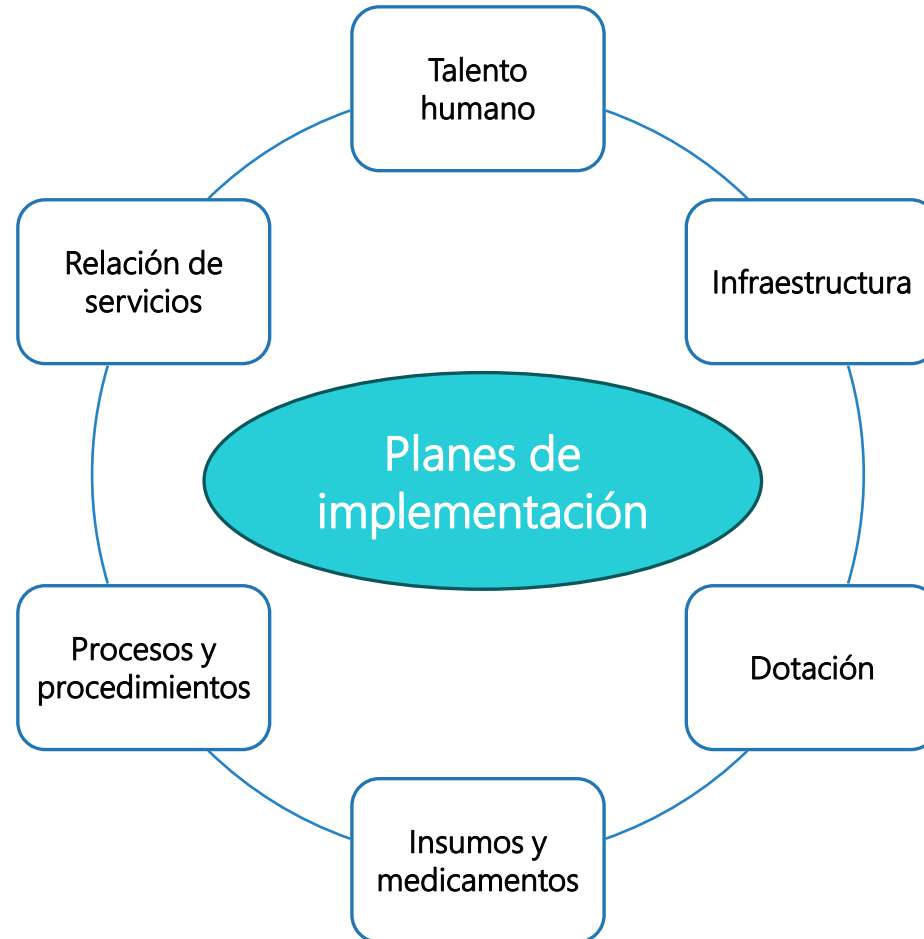 Talento
humano
Relación de
servicios
Infraestructura
Planes de
implementación
Procesos y
procedimientos
Dotación
Insumos y
medicamentos